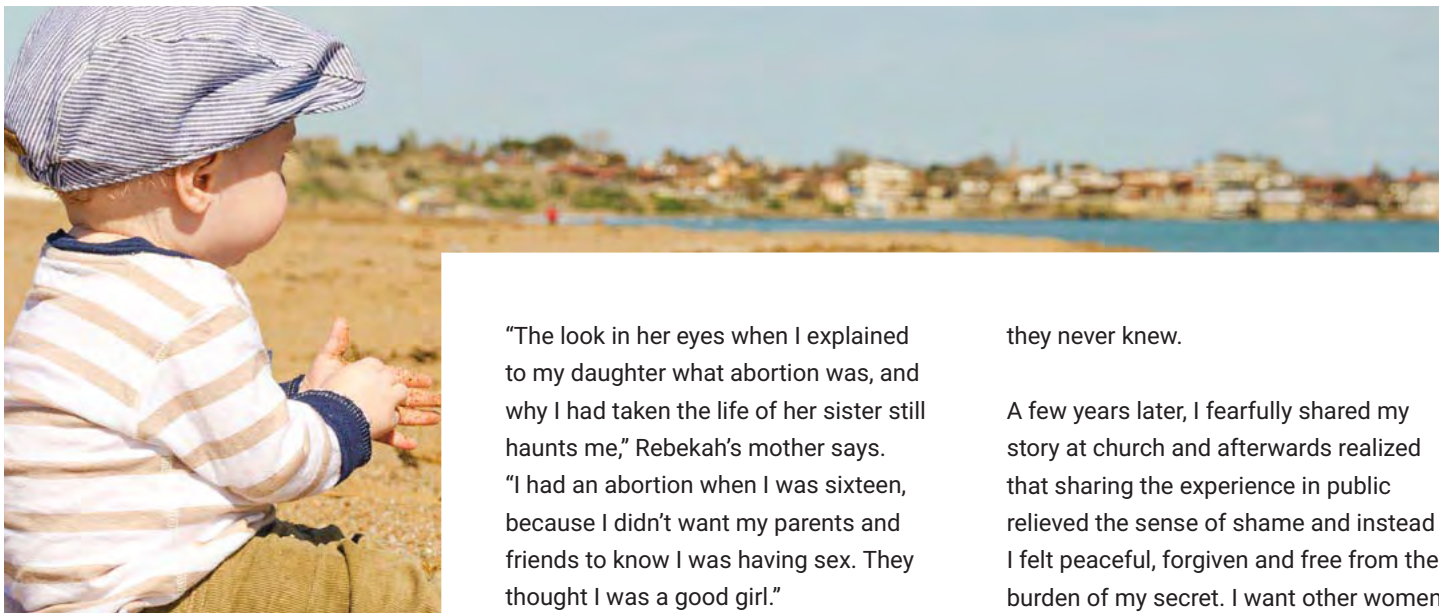 “The look in her eyes when I explained
to my daughter what abortion was, and
why I had taken the life of her sister still
haunts me,” Rebekah’s mother says.
“I had an abortion when I was sixteen,
because I didn’t want my parents and
friends to know I was having sex. They
thought I was a good girl.”
they never knew.
A few years later, I fearfully shared my
story at church and afterwards realized
that sharing the experience in public
relieved the sense of shame and instead
I felt peaceful, forgiven and free from the
burden of my secret. I want other women